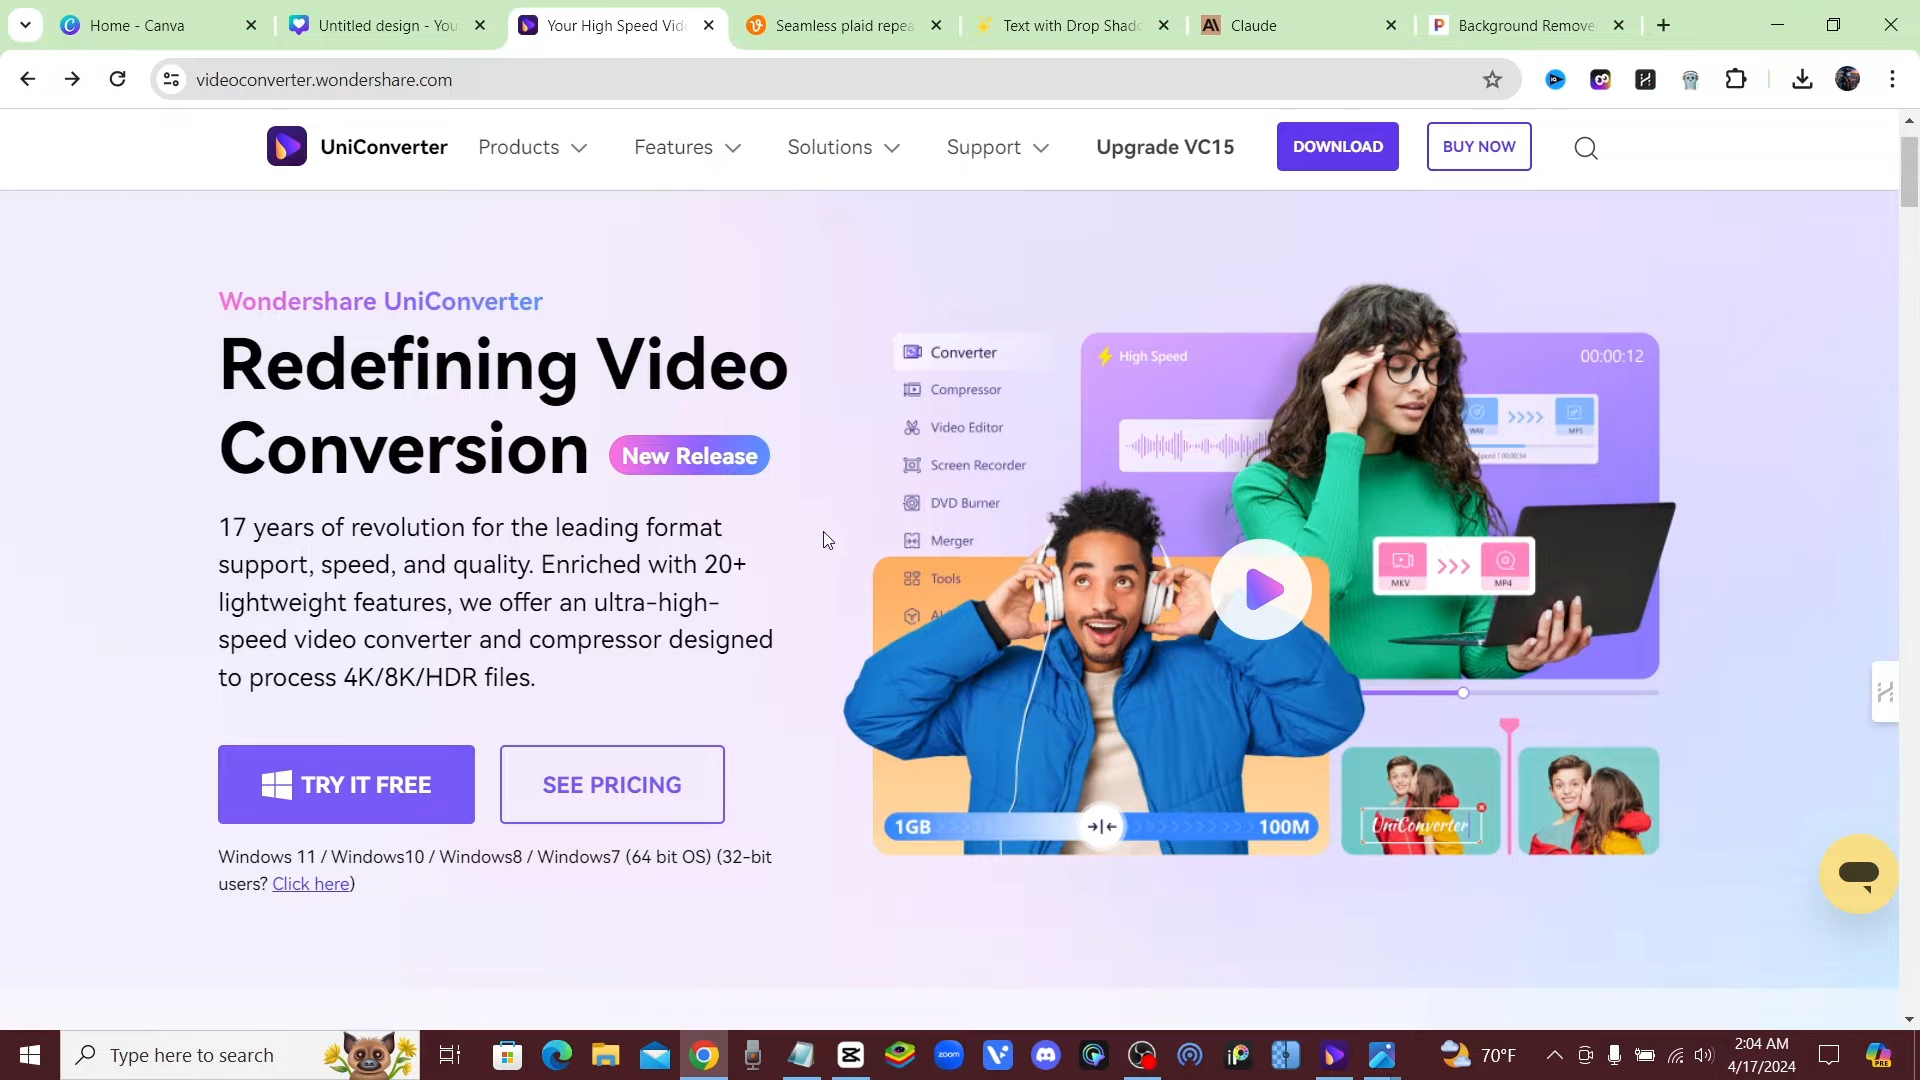 Home - Canva
Untitled design - You
Your High Speed Vid
Seamless plaid repea
Text with Drop Shad
Claude
Background Remove
videoconverter.wondershare.com
UniConverter
Products
Features
Solutions
Support
Upgrade VC15
DOWNLOAD
BUY NOW
Wondershare UniConverter
Redefining Video
Conversion New Release
17 years of revolution for the leading format
support, speed, and quality. Enriched with 20+
lightweight features, we offer an ultra-high-
speed video converter and compressor designed
to process 4K/8K/HDR files.
TRY IT FREE
SEE PRICING
Windows 11 / Windows10 / Windows8 / Windows7 (64 bit OS) (32-bit
users? Click here)
Converter
Compressor
Video Editor
Screen Recorder
DVD Burner
Merger
Tools
High Speed
00:00:12
WAV
MP3
MKV
MP4
1GB
100M
UniConverter
Type here to search
zoom
70°F
2:04 AM
4/17/2024
PRE